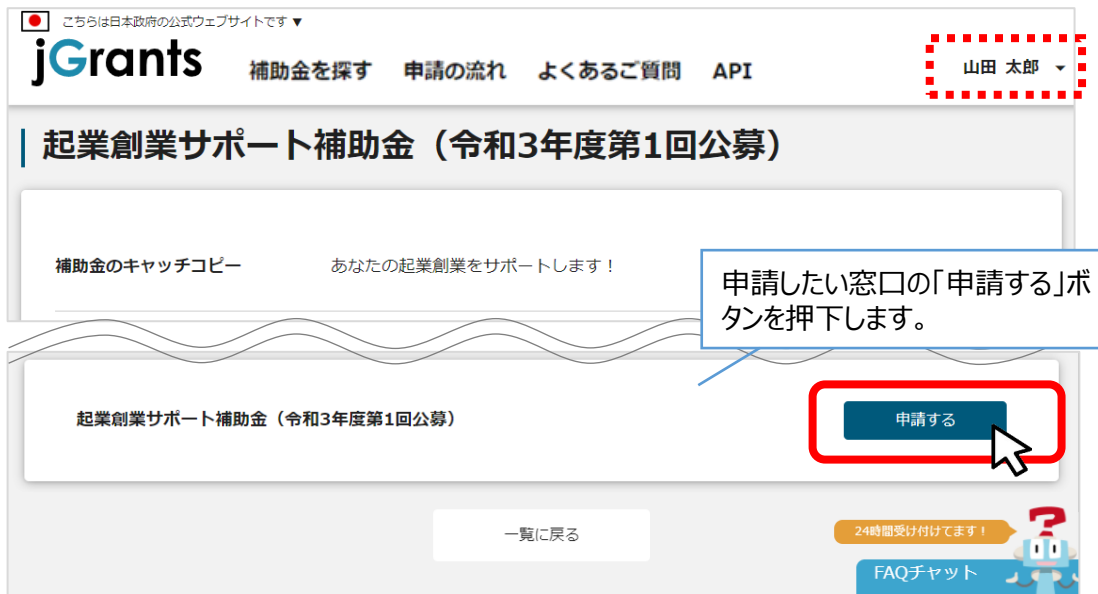 こちらは日本政府の公式ウェブサイトです ▼
jGrants
補助金を探す 申請の流れ よくあるご質問 API
山田 太郎
起業創業サポート補助金（令和3年度第1回公募）
補助金のキャッチコピー あなたの起業創業をサポートします！
申請したい窓口の「申請する」ボ
タンを押下します。
起業創業サポート補助金（令和3年度第1回公募）
申請する
一覧に戻る
24時間受け付けてます！
FAQチャット